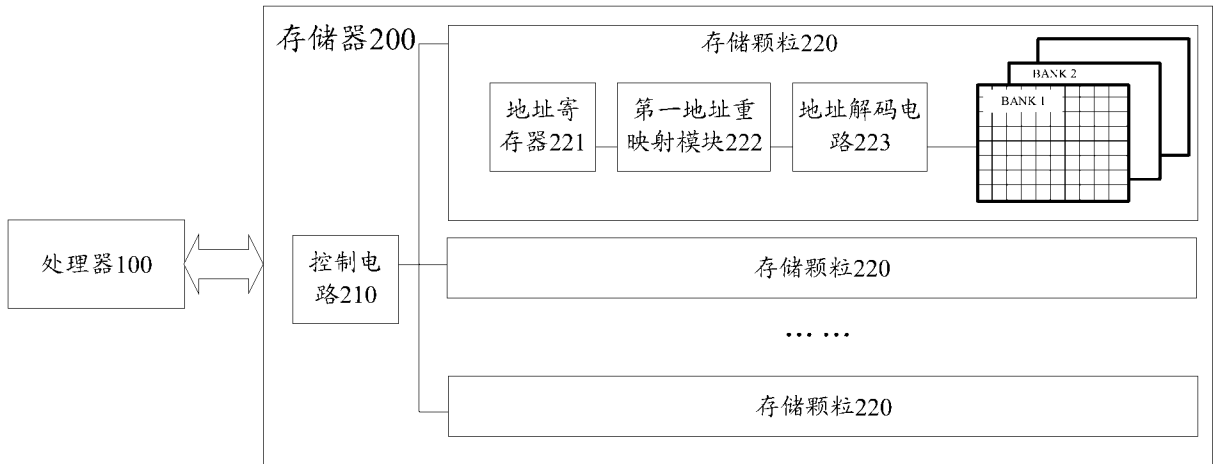 存储器200
存储颗粒220
地址寄
存器221
第一地址重
映射模块222
地址解码电
路223
BANK 2
BANK 1
处理器100
控制电
路210
存储颗粒220
… …
存储颗粒220